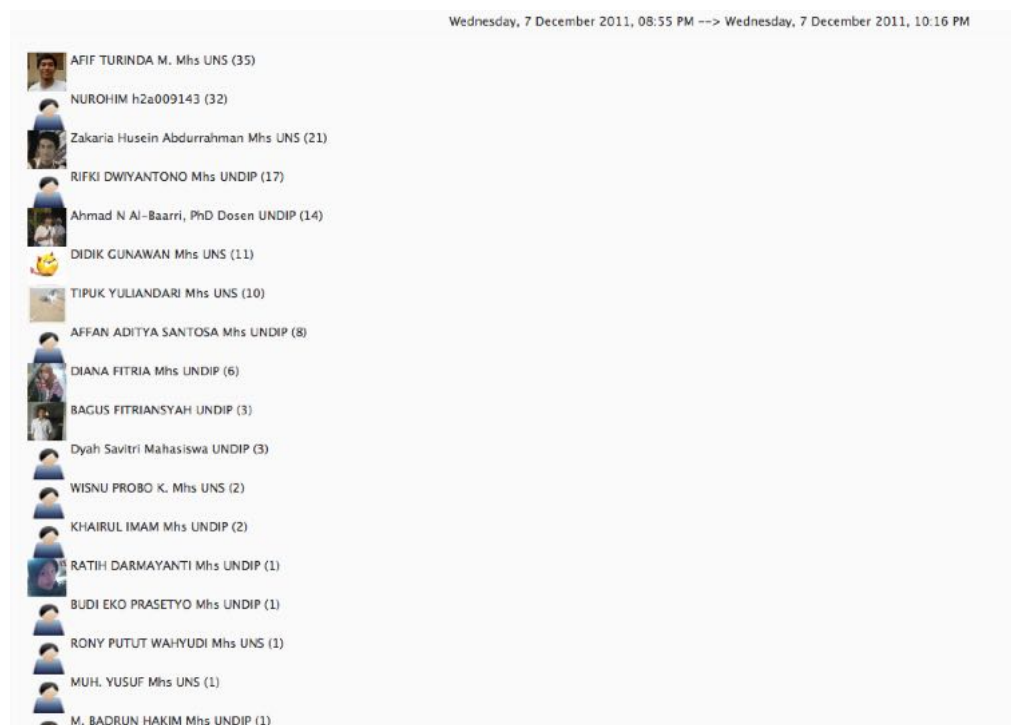 Wednesday, 7 December 2011, 08:55 PM --> Wednesday, 7 December 2011, 10:16 PM
AFIF TURINDA M. Mhs UNS (35)
NUROHIM h2a009143 (32)
Zakaria Husein Abdurrahman Mhs UNS (21)
RIFKI DWIYANTONO Mhs UNDIP (17)
Ahmad N Al-Baarri, PhD Dosen UNDIP (14)
DIDIK GUNAWAN Mhs UNS (11)
TIPUK YULIANDARI Mhs UNS (10)
AFFAN ADITYA SANTOSA Mhs UNDIP (8)
DIANA FITRIA Mhs UNDIP (6)
BAGUS FITRIANSYAH UNDIP (3)
Dyah Savitri Mahasiswa UNDIP (3)
WISNU PROBO K. Mhs UNS (2)
KHAIRUL IMAM Mhs UNDIP (2)
RATIH DARMAYANTI Mhs UNDIP (1)
BUDI EKO PRASETYO Mhs UNDIP (1)
RONY PUTUT WAHYUDI Mhs UNS (1)
MUH. YUSUF Mhs UNS (1)
M. BADRUN HAKIM Mhs UNDIP (1)